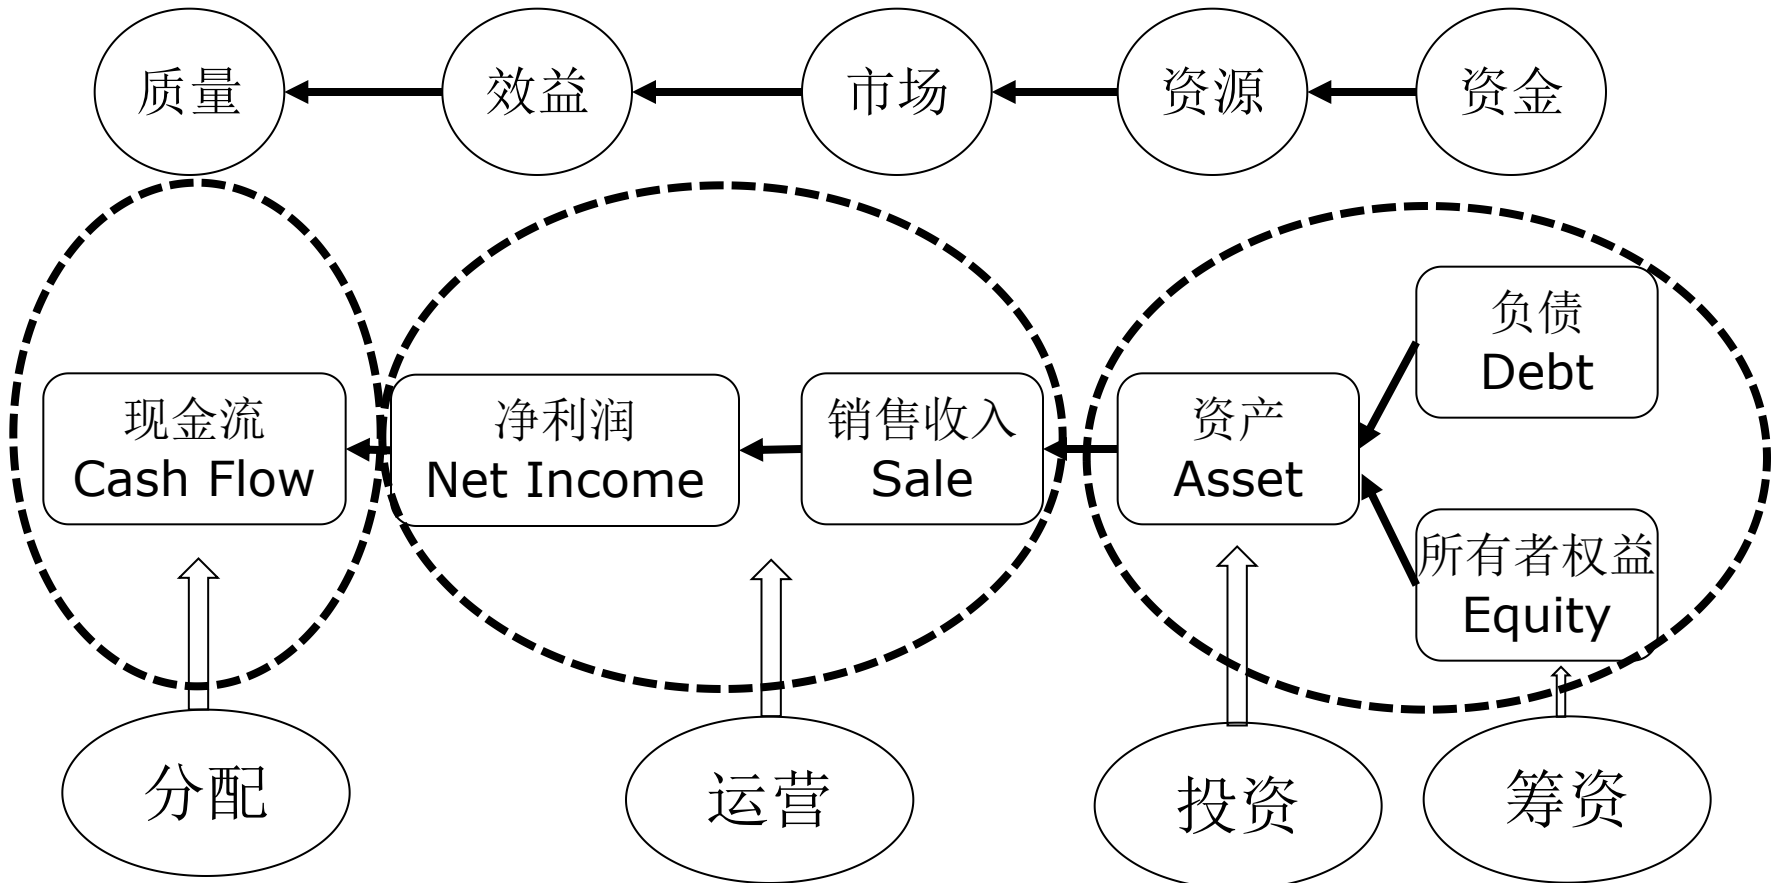 质量
效益
市场
资源
资金
负债
Debt
现金流
Cash Flow
净利润
Net Income
销售收入
Sale
资产
Asset
所有者权益
Equity
分配
运营
投资
筹资